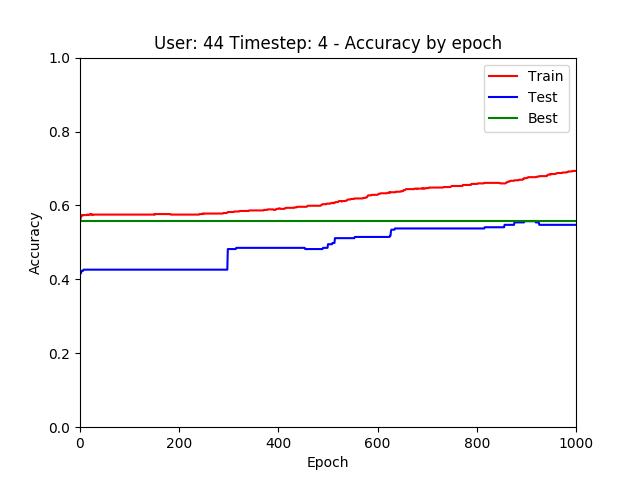 User: 44 Timestep: 4 - Accuracy by epoch
Train
Test
Best
Accuracy
1.0
0.8
0.6
0.4
0.2
0.0
0 200 400 600 800 1000
Epoch